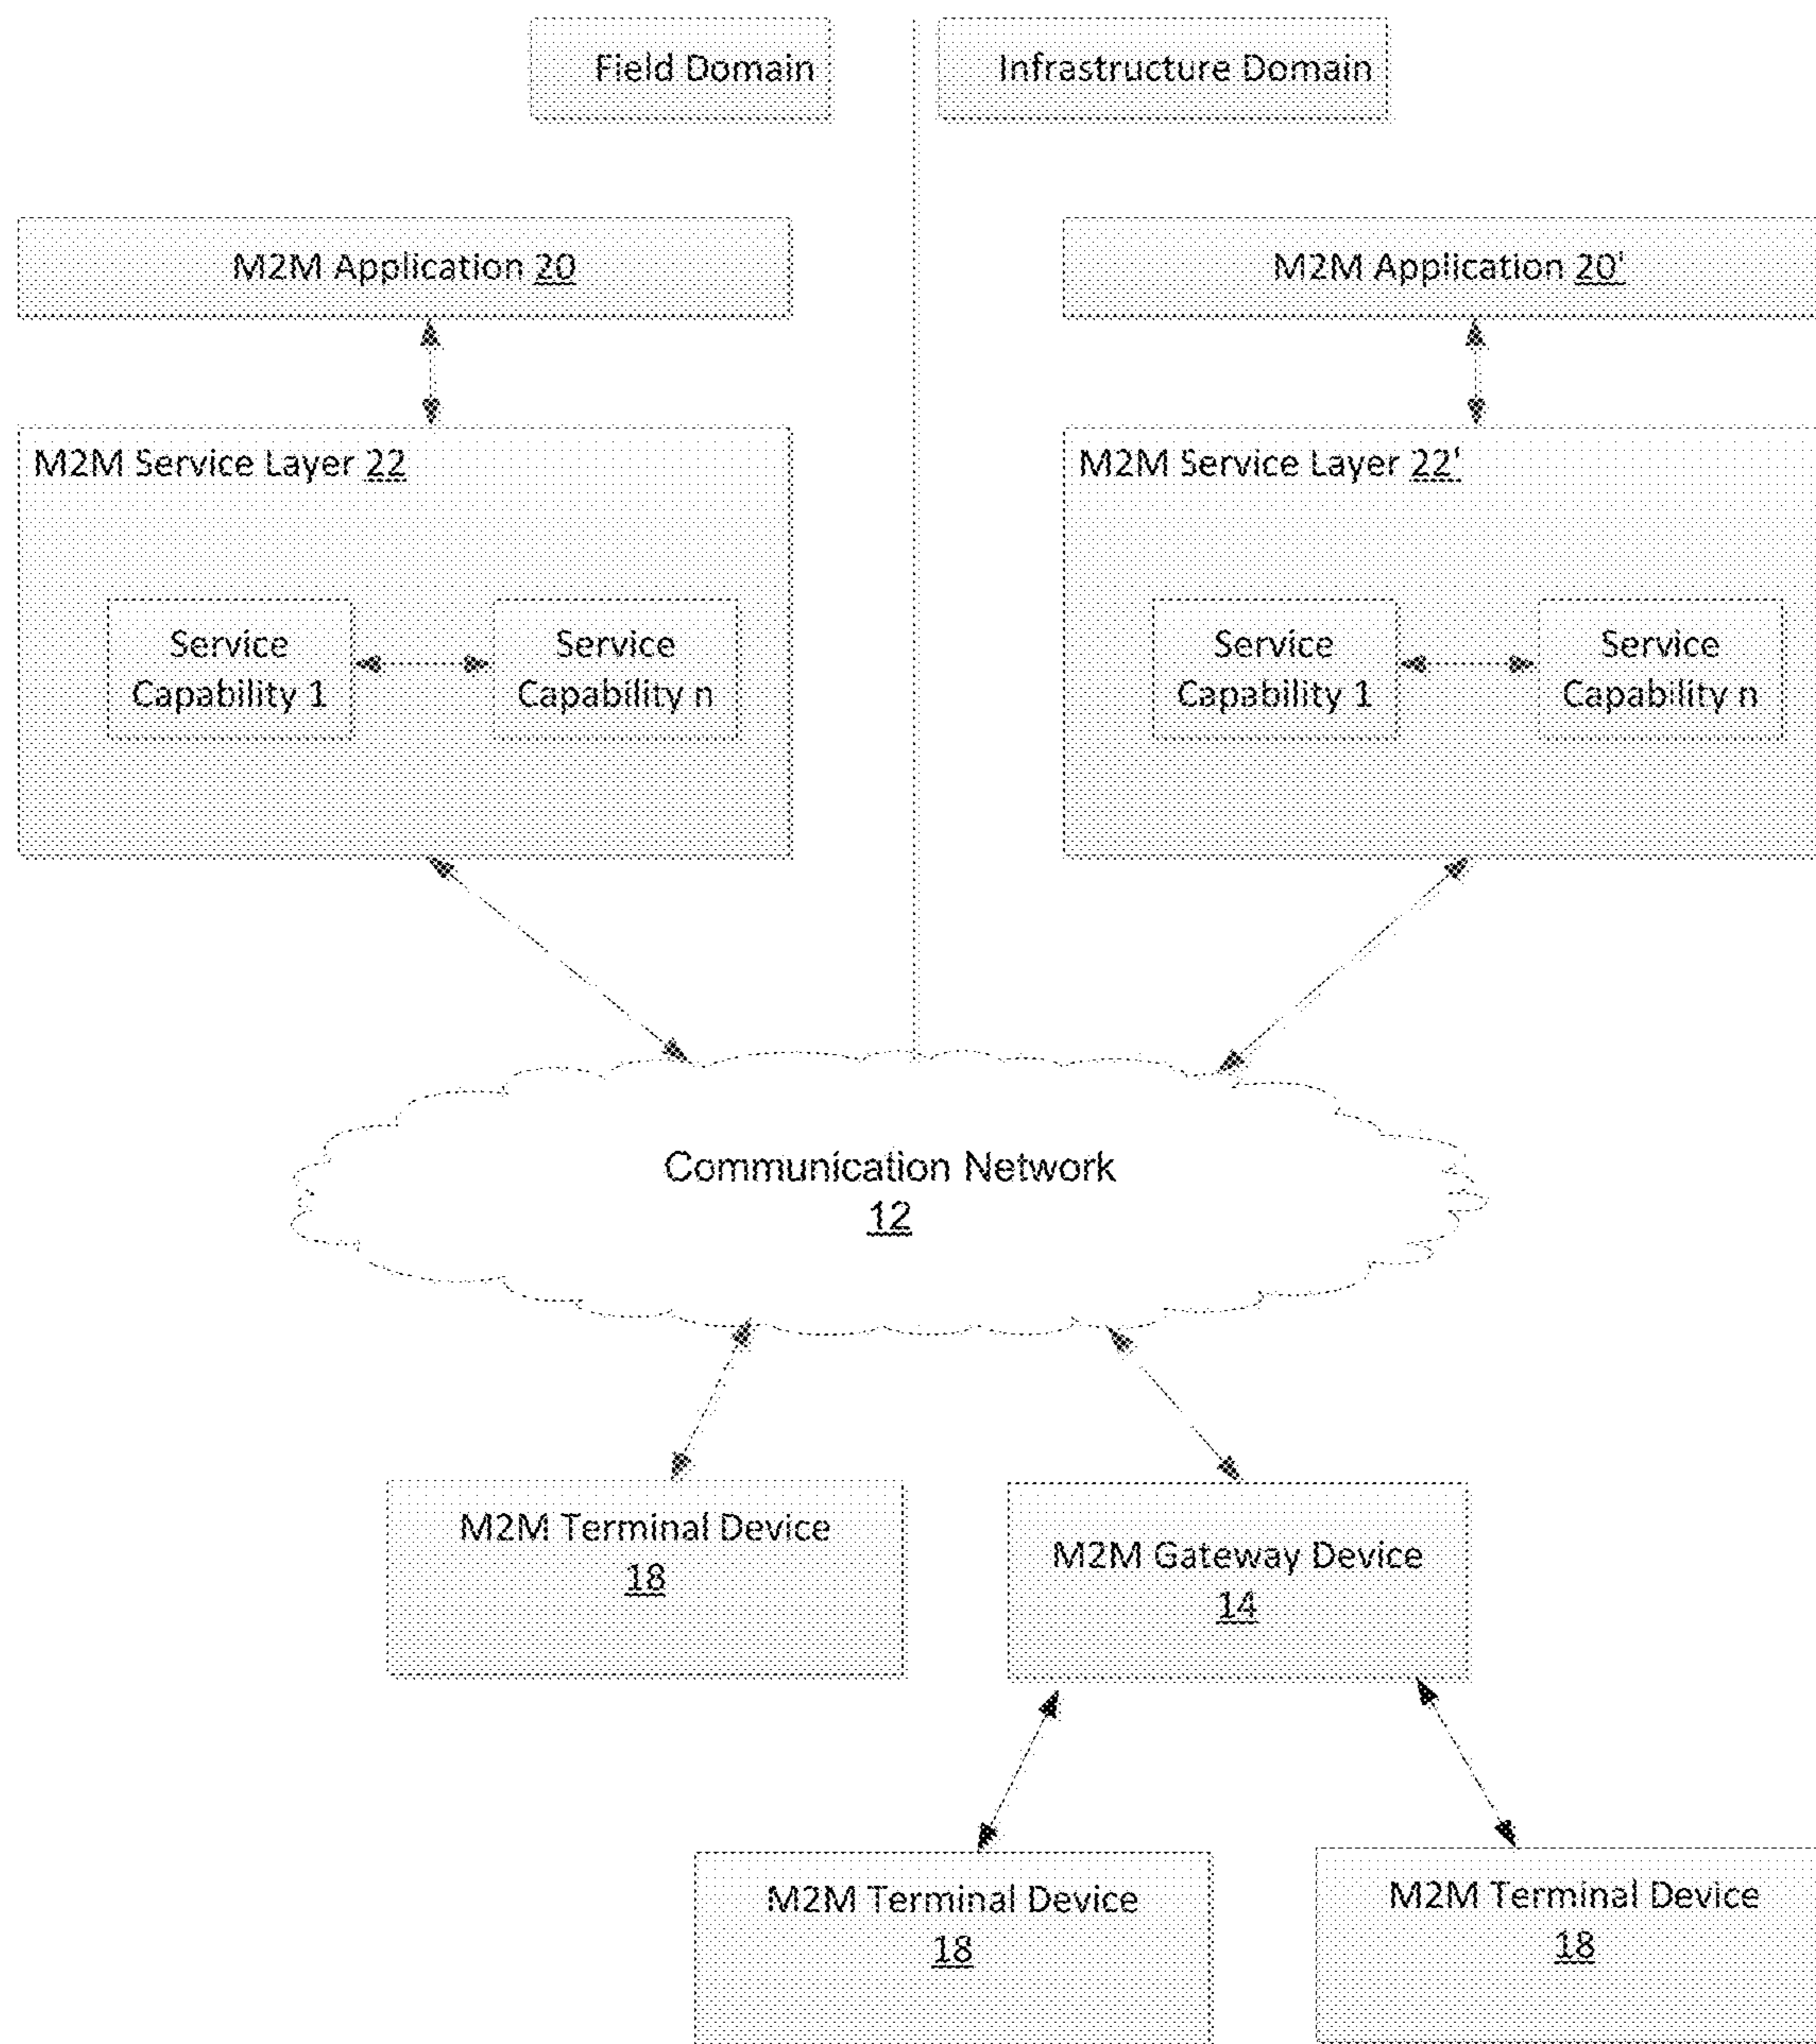 Field Domain
Infrastructure Domain
M2M Application 20
M2M Application 20'
M2M Service Layer 22
M2M Service Layer 22'
Service
Capability 1
Service
Capability n
Service
Capability 1
Service
Capability n
Communication Network
12
M2M Terminal Device
18
M2M Gateway Device
14
M2M Terminal Device
18
M2M Terminal Device
18